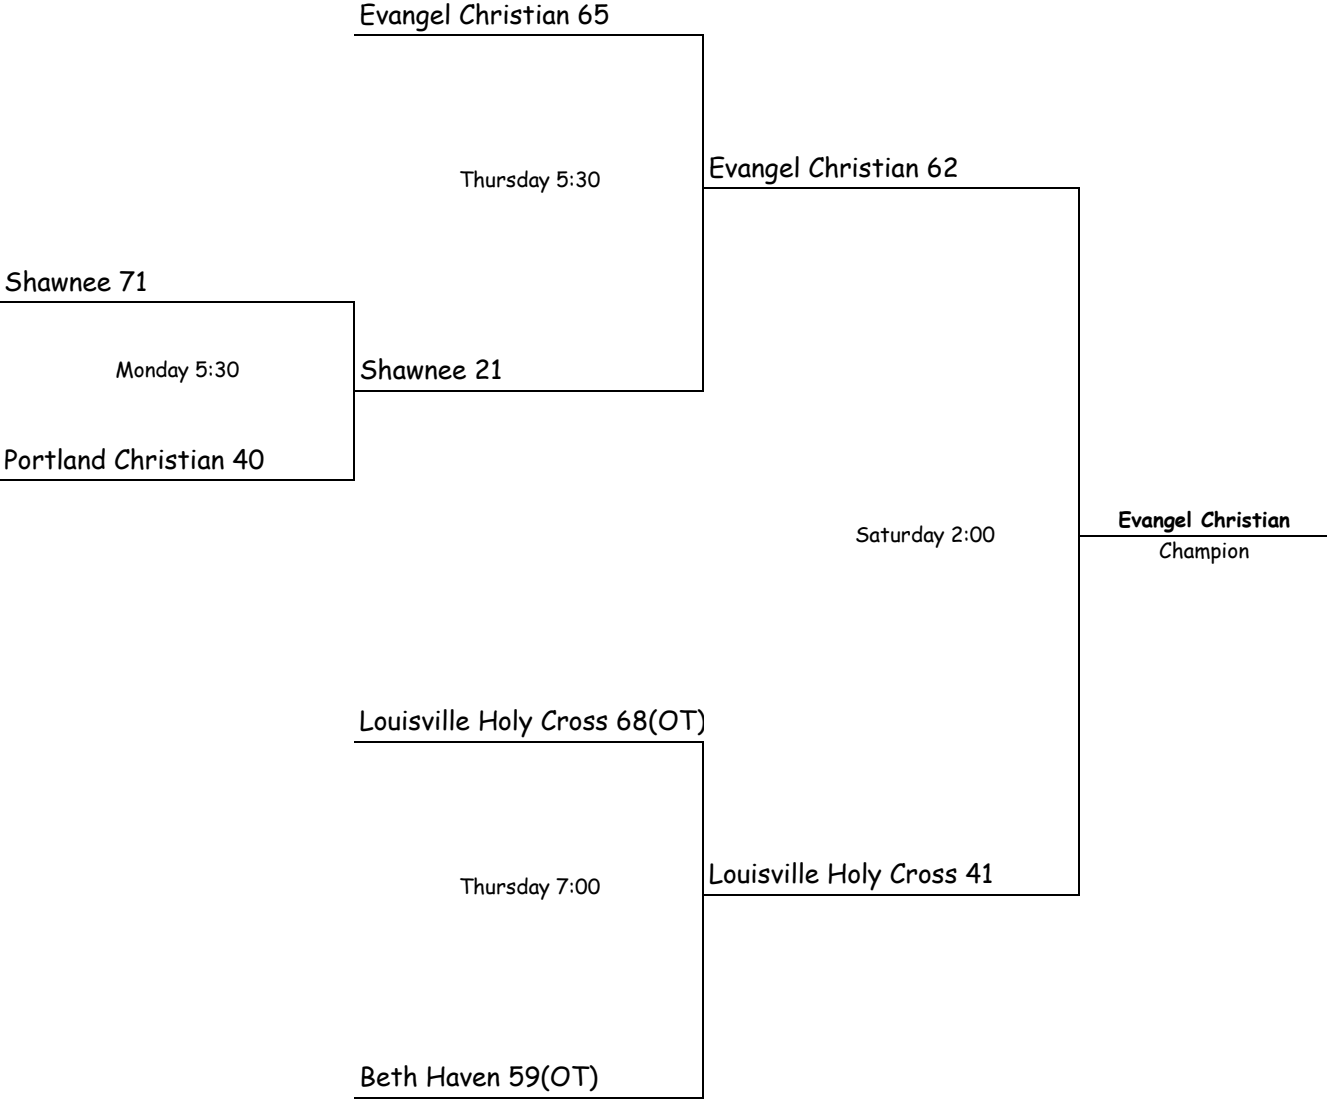 Evangel Christian 65
Thursday 5:30
Evangel Christian 62
Shawnee 71
Monday 5:30
Shawnee 21
Portland Christian 40
Saturday 2:00
Evangel Christian
Champion
Louisville Holy Cross 68(OT)
Thursday 7:00
Louisville Holy Cross 41
Beth Haven 59(OT)